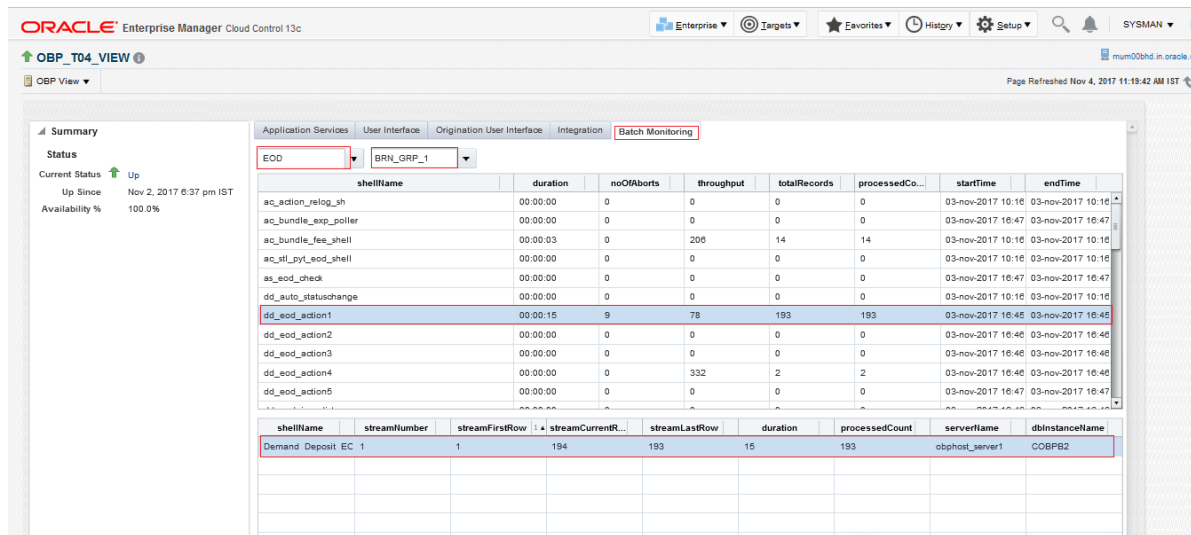 ORACLE Enterprise Manager Cloud Control 13c Enterprise Targets Favorites History Setup SYSMAN
OBP_T04_VIEW mum00bhd.in.oracle.
OBP View Page Refreshed Nov 4, 2017 11:19:42 AM IST
Summary
Status
Current Status Up
Up Since Nov 2, 2017 6:37 pm IST
Availability % 100.0%
Application Services User Interface Origination User Interface Integration Batch Monitoring
EOD BRN_GRP_1
shellName duration noOfAborts throughput totalRecords processedCo... startTime endTime
ac_action_relog_sh 00:00:00 0 0 0 0 03-nov-2017 10:16 03-nov-2017 10:16
ac_bundle_exp_poller 00:00:00 0 0 0 0 03-nov-2017 16:47 03-nov-2017 16:47
ac_bundle_fee_shell 00:00:03 0 206 14 14 03-nov-2017 10:16 03-nov-2017 10:16
ac_stl_pyt_eod_shell 00:00:00 0 0 0 0 03-nov-2017 10:16 03-nov-2017 10:16
as_eod_check 00:00:00 0 0 0 0 03-nov-2017 16:47 03-nov-2017 16:47
dd_auto_statuschange 00:00:00 0 0 0 0 03-nov-2017 10:16 03-nov-2017 10:16
dd_eod_action1 00:00:15 9 78 193 193 03-nov-2017 16:45 03-nov-2017 16:45
dd_eod_action2 00:00:00 0 0 0 0 03-nov-2017 16:46 03-nov-2017 16:46
dd_eod_action3 00:00:00 0 0 0 0 03-nov-2017 16:46 03-nov-2017 16:46
dd_eod_action4 00:00:00 0 332 2 2 03-nov-2017 16:46 03-nov-2017 16:46
dd_eod_action5 00:00:00 0 0 0 0 03-nov-2017 16:47 03-nov-2017 16:47
shellName streamNumber streamFirstRow 1 streamCurrentR... streamLastRow duration processedCount serverName dbInstanceName
Demand Deposit EC 1 1 194 193 15 193 obphost_server1 COBPB2